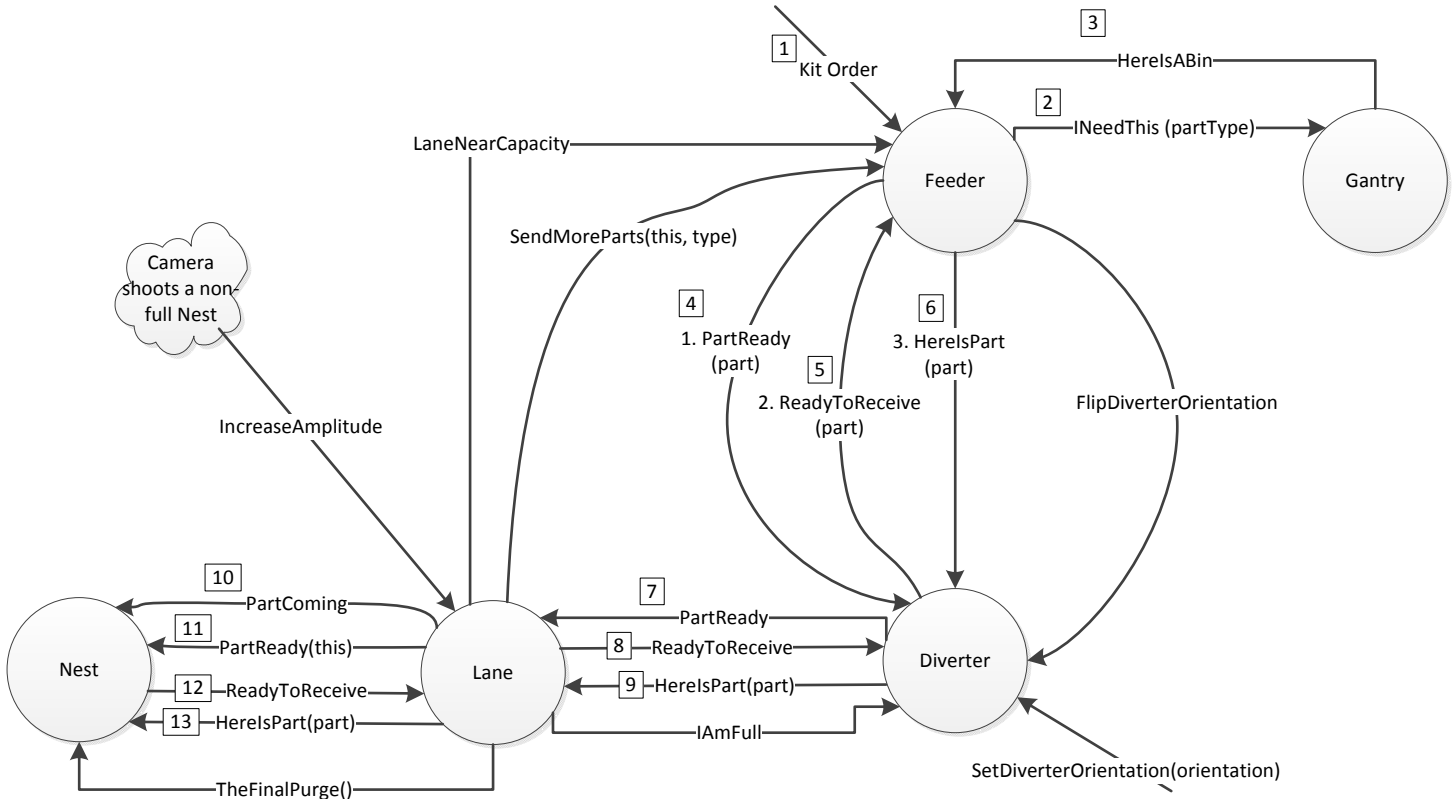 3
1
HereIsABin
Kit Order
2
INeedThis (partType)
LaneNearCapacity
Feeder
Gantry
SendMoreParts(this, type)
Camera
shoots a non-
full Nest
4
1. PartReady
(part)
6
3. HereIsPart
(part)
5
2. ReadyToReceive
(part)
FlipDiverterOrientation
IncreaseAmplitude
10
PartComing
7
PartReady
11
PartReady(this)
8
ReadyToReceive
Nest
Lane
Diverter
12
ReadyToReceive
9
HereIsPart(part)
13
HereIsPart(part)
IAmFull
SetDiverterOrientation(orientation)
TheFinalPurge()